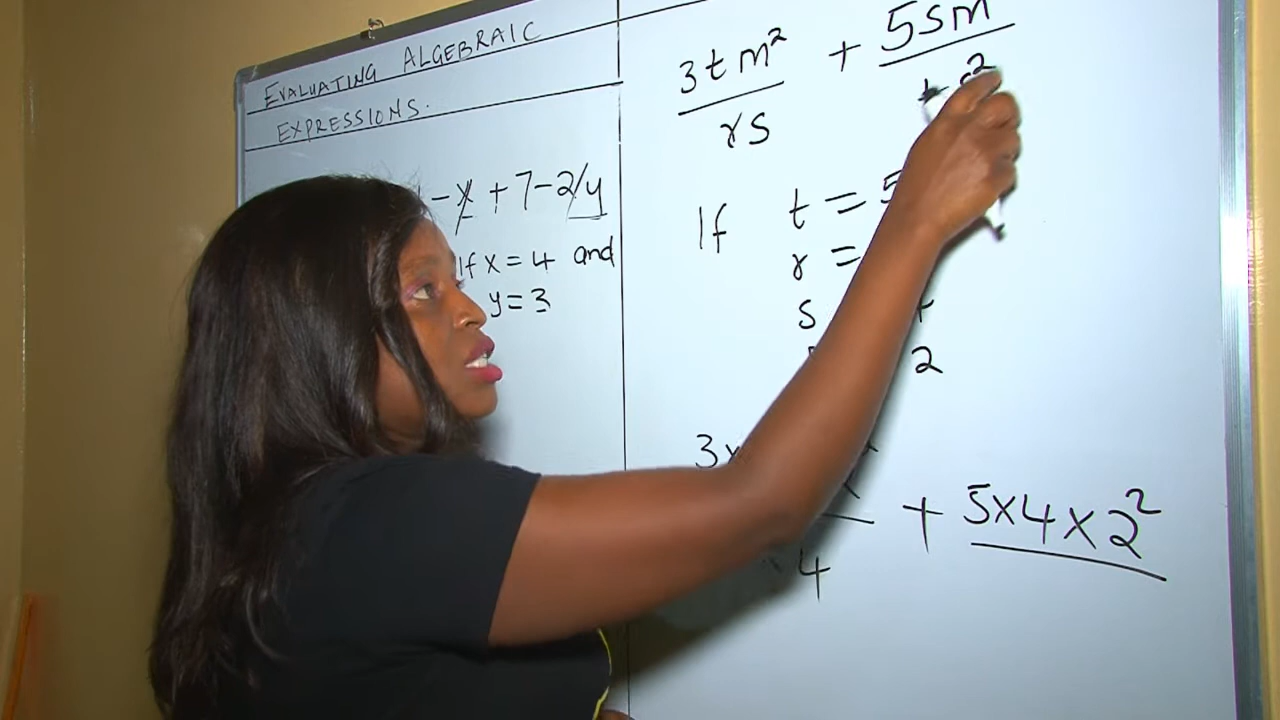 EVALUATING ALGEBRAIC
EXPRESSIONS.
- x + 7 - 2/y
If x = 4 and
y = 3
3tm² + 5sm
rs
If t = 5
r =
s
2
3x
+ 5x4x2²
4